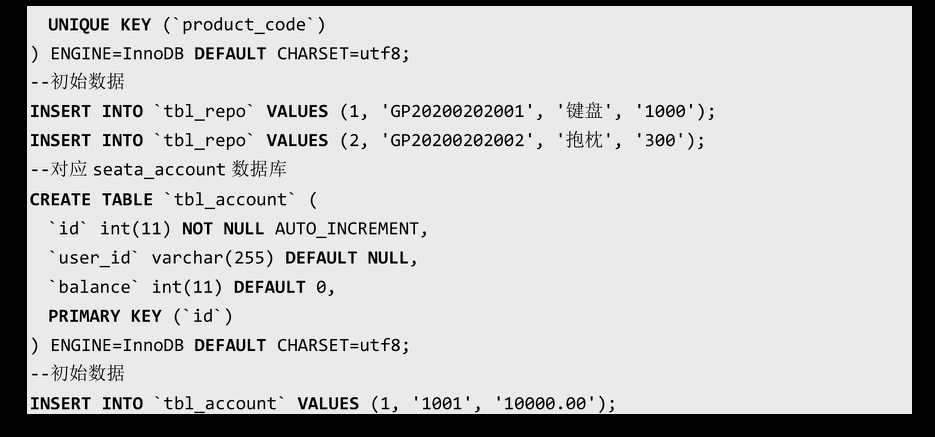 UNIQUE KEY (`product_code`)
) ENGINE=InnoDB DEFAULT CHARSET=utf8;
--初始数据
INSERT INTO `tbl_repo` VALUES (1, 'GP20200202001', '键盘', '1000');
INSERT INTO `tbl_repo` VALUES (2, 'GP20200202002', '抱枕', '300');
--对应 seata_account 数据库
CREATE TABLE `tbl_account` (
`id` int(11) NOT NULL AUTO_INCREMENT,
`user_id` varchar(255) DEFAULT NULL,
`balance` int(11) DEFAULT 0,
PRIMARY KEY (`id`)
) ENGINE=InnoDB DEFAULT CHARSET=utf8;
--初始数据
INSERT INTO `tbl_account` VALUES (1, '1001', '10000.00');